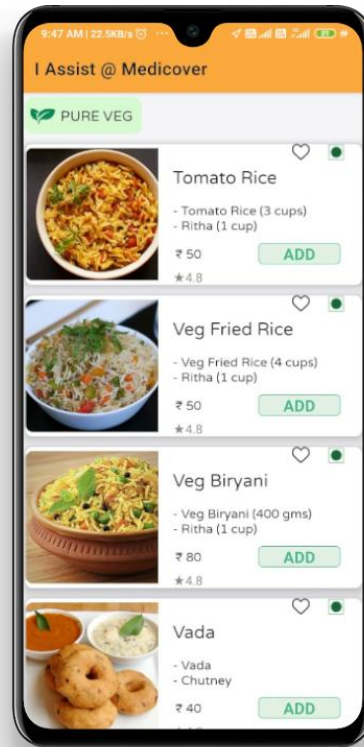 9:47 AM | 22.5KB/s
I Assist @ Medicover
PURE VEG
Tomato Rice
- Tomato Rice (3 cups)
- Ritha (1 cup)
₹ 50
ADD
★4.8
Veg Fried Rice
- Veg Fried Rice (4 cups)
- Ritha (1 cup)
₹ 50
ADD
★4.8
Veg Biryani
- Veg Biryani (400 gms)
- Ritha (1 cup)
₹ 80
ADD
★4.8
Vada
- Vada
- Chutney
₹ 40
ADD